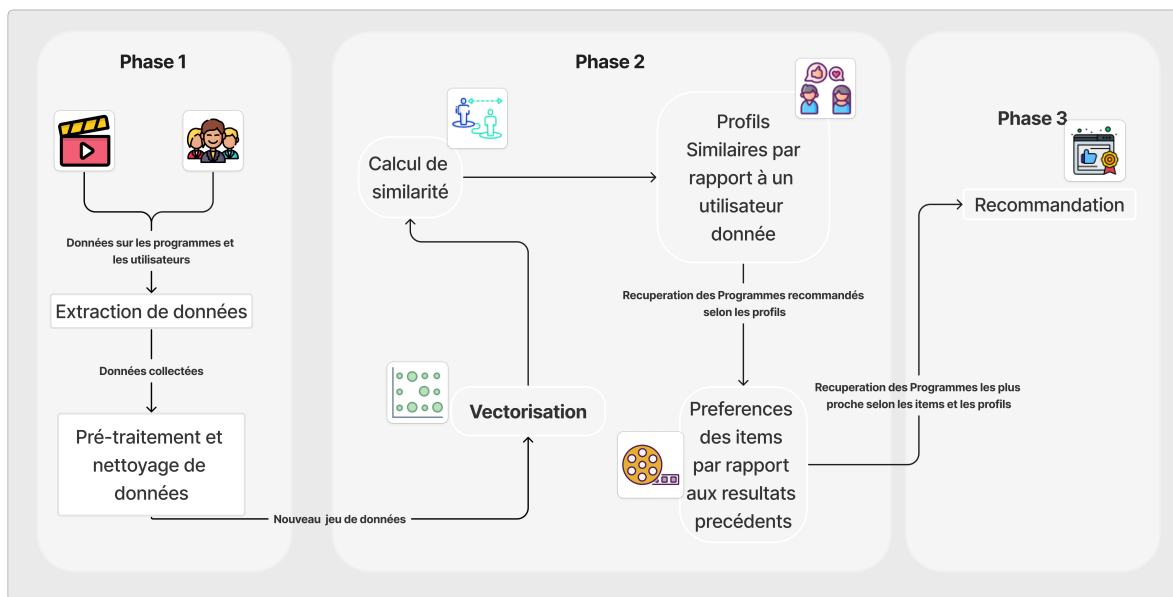 Phase 1
Données sur les programmes et
les utilisateurs
Extraction de données
Données collectées
Pré-traitement et
nettoyage de
données
Nouveau jeu de données
Phase 2
Vectorisation
Calcul de
similarité
Profils
Similaires par
rapport à un
utilisateur
donnée
Recuperation des Programmes recommandés
selon les profils
Preferences
des items
par rapport
aux resultats
precédents
Recuperation des Programmes les plus
proche selon les items et les profils
Phase 3
Recommandation